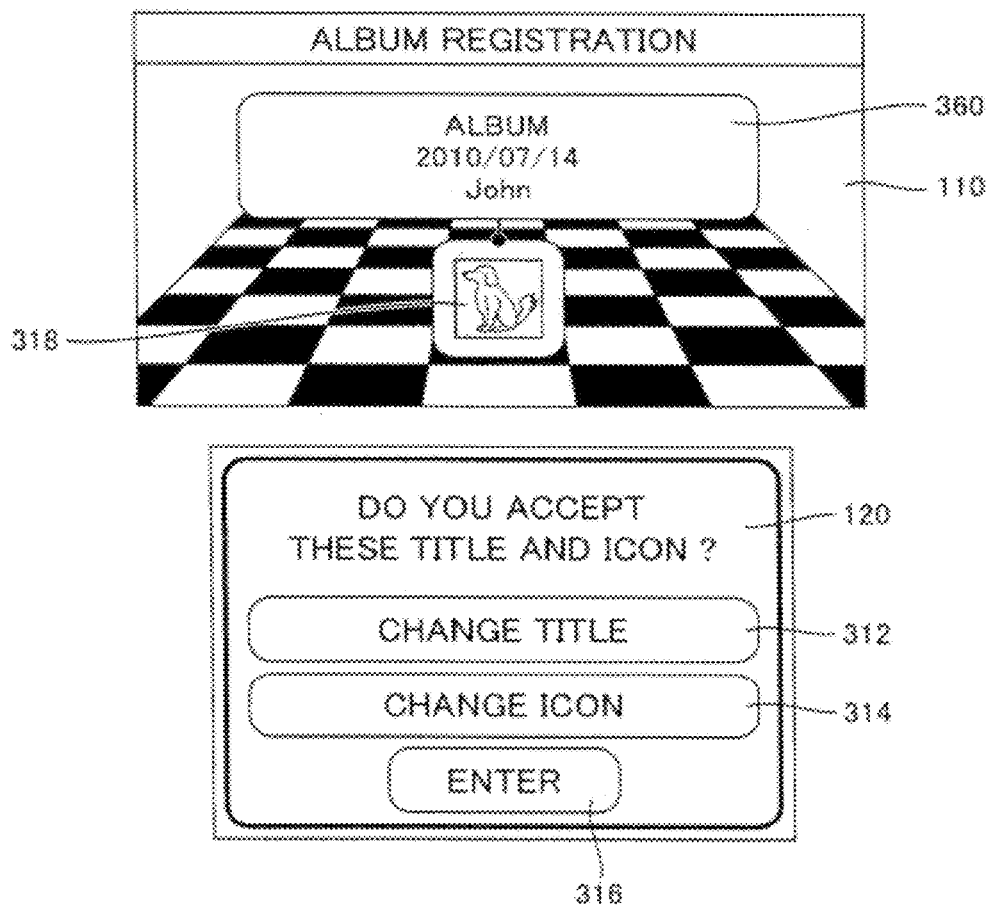 ALBUM REGISTRATION
ALBUM
2010/07/14
John
360
110
318
DO YOU ACCEPT
THESE TITLE AND ICON ?
120
CHANGE TITLE
312
CHANGE ICON
314
ENTER
316